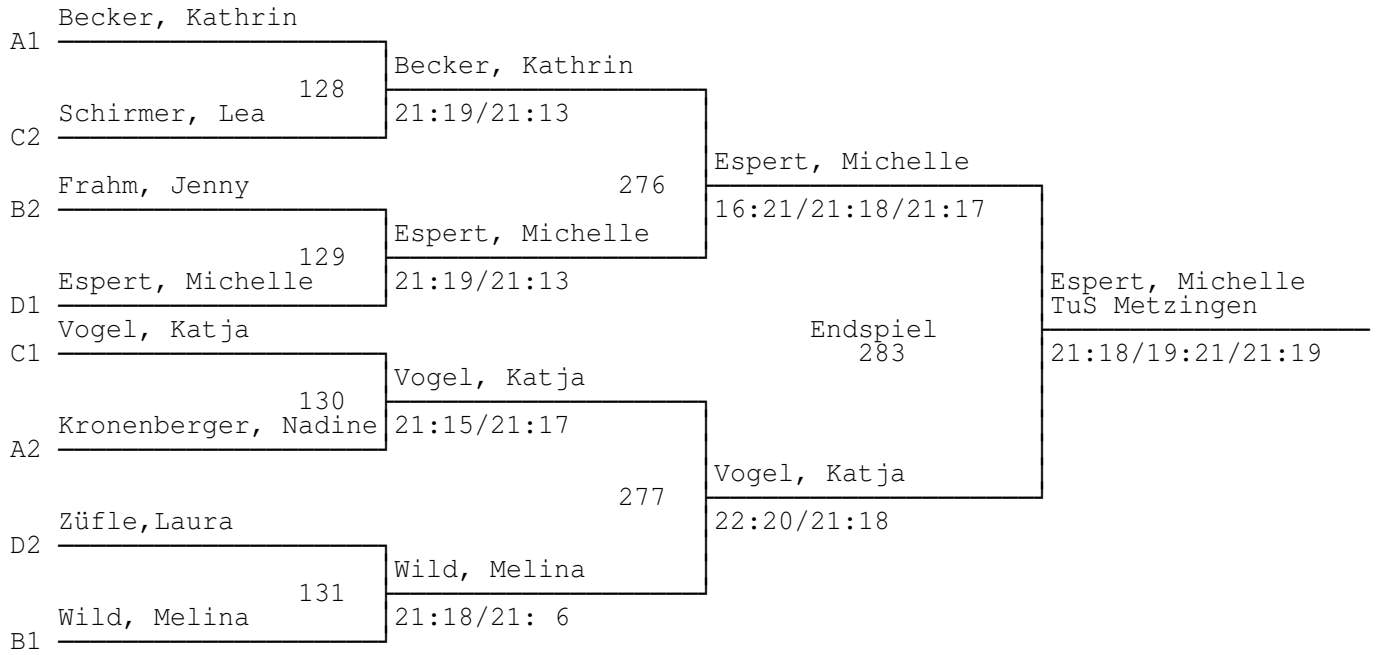 Becker, Kathrin
A1
Becker, Kathrin
128
Schirmer, Lea
21:19/21:13
C2
Espert, Michelle
Frahm, Jenny
276
B2
16:21/21:18/21:17
Espert, Michelle
129
Espert, Michelle
21:19/21:13
Espert, Michelle
D1
TuS Metzingen
Vogel, Katja
Endspiel
C1
283
21:18/19:21/21:19
Vogel, Katja
130
Kronenberger, Nadine
21:15/21:17
A2
Vogel, Katja
277
Züfle,Laura
22:20/21:18
D2
Wild, Melina
131
Wild, Melina
21:18/21: 6
B1